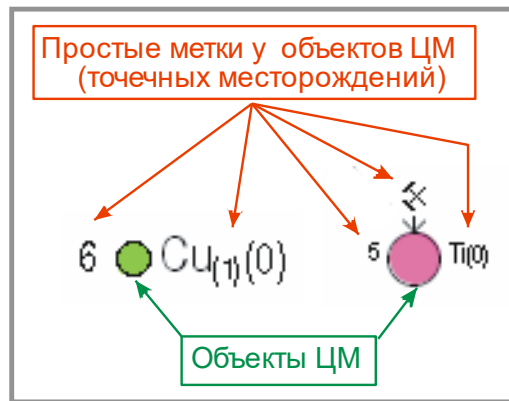 Простые метки у объектов ЦМ
(точечных месторождений)
6 Cu(1)(0)
5 Ti(0)
Объекты ЦМ